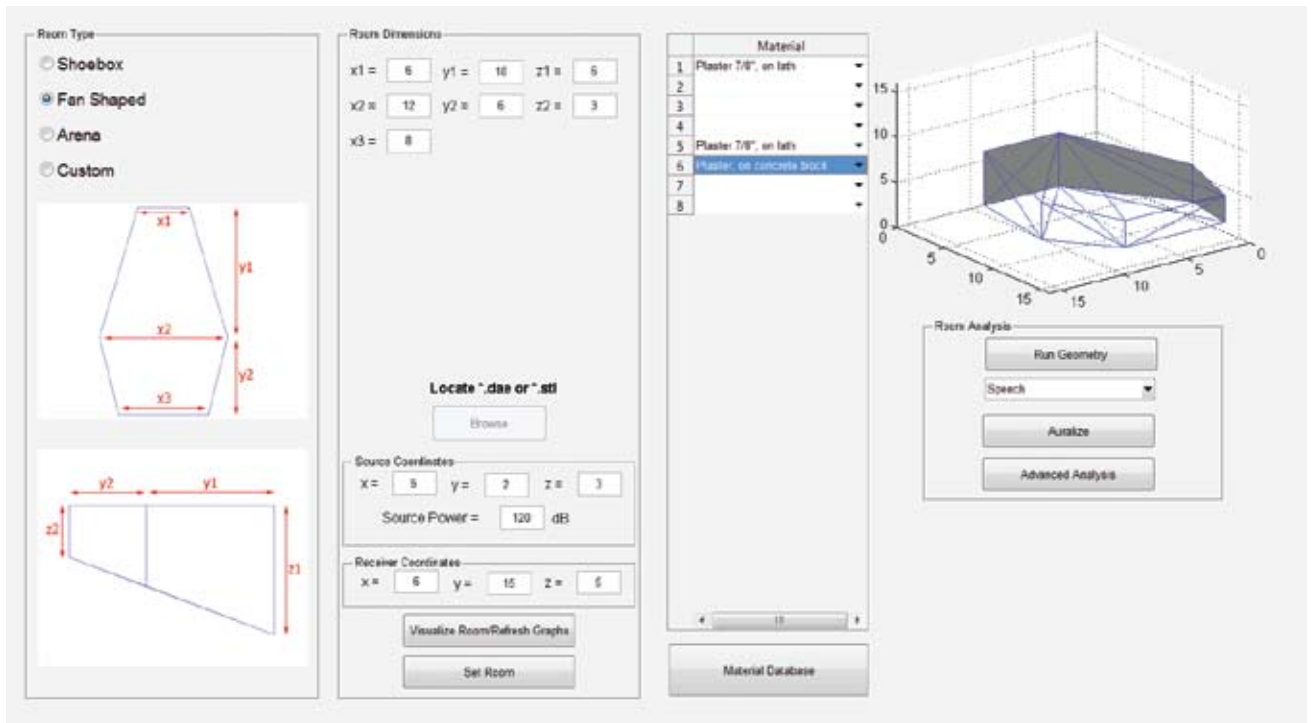 Room Type
Shoebox
Fan Shaped
Arena
Custom
x1
y1
x2
y2
x3
y2 y1
z2
z1
Room Dimensions
x1 = 6 y1 = 10 z1 = 6
x2 = 12 y2 = 6 z2 = 3
x3 = 8
Locate *.dae or *.stl
Browse
Source Coordinates
x = 5 y = 2 z = 3
Source Power = 120 dB
Receiver Coordinates
x = 6 y = 15 z = 5
Visualize Room/Refresh Graphs
Set Room
Material
1 Plaster 7/8", on lath
2
3
4
5 Plaster 7/8", on lath
6 Plaster, on concrete block
7
8
Material Database
15
10
5
0
0
5
10
15
15
10
5
0
Room Analysis
Run Geometry
Speech
Auralize
Advanced Analysis